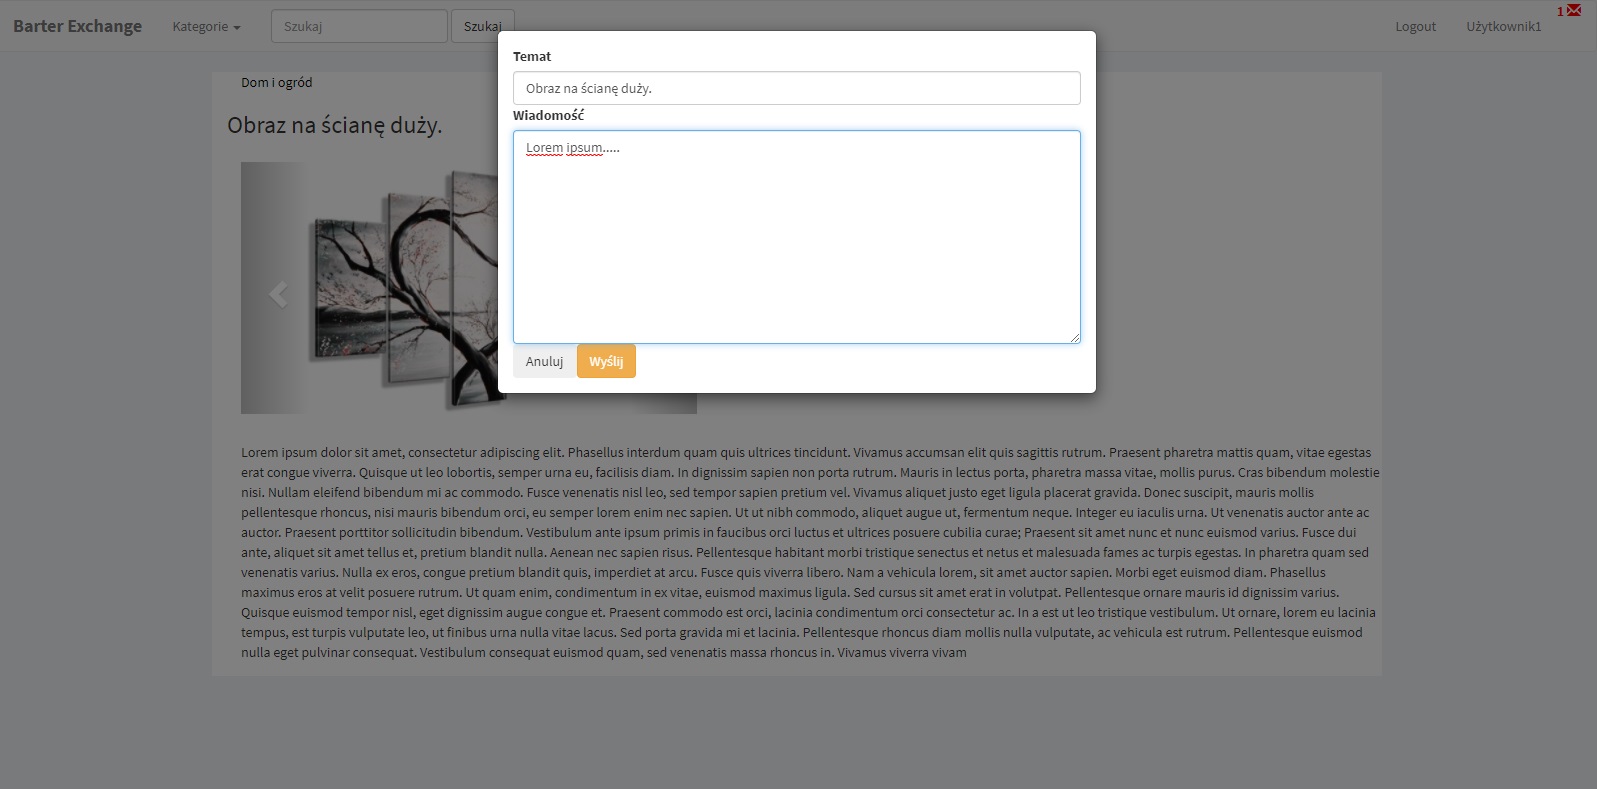 Barter Exchange Kategorie Szukaj Szukaj Logout Użytkownik1 1
Temat
Obraz na ścianę duży.
Wiadomość
Lorem ipsum.....
Anuluj Wyślij
Dom i ogród
Obraz na ścianę duży.
Lorem ipsum dolor sit amet, consectetur adipiscing elit. Phasellus interdum quam quis ultrices tincidunt. Vivamus accumsan elit quis sagittis rutrum. Praesent pharetra mattis quam, vitae egestas
erat congue viverra. Quisque ut leo lobortis, semper urna eu, facilisis diam. In dignissim sapien non porta rutrum. Mauris in lectus porta, pharetra massa vitae, mollis purus. Cras bibendum molestie
nisi. Nullam eleifend bibendum mi ac commodo. Fusce venenatis nisl leo, sed tempor sapien pretium vel. Vivamus aliquet justo eget ligula placerat gravida. Donec suscipit, mauris mollis
pellentesque rhoncus, nisi mauris bibendum orci, eu semper lorem enim nec sapien. Ut ut nibh commodo, aliquet augue ut, fermentum neque. Integer eu iaculis urna. Ut venenatis auctor ante ac
auctor. Praesent porttitor sollicitudin bibendum. Vestibulum ante ipsum primis in faucibus orci luctus et ultrices posuere cubilia curae; Praesent sit amet nunc et nunc euismod varius. Fusce dui
ante, aliquet sit amet tellus et, pretium blandit nulla. Aenean nec sapien risus. Pellentesque habitant morbi tristique senectus et netus et malesuada fames ac turpis egestas. In pharetra quam sed
venenatis varius. Nulla ex eros, congue pretium blandit quis, imperdiet at arcu. Fusce quis viverra libero. Nam a vehicula lorem, sit amet auctor sapien. Morbi eget euismod diam. Phasellus
maximus eros at velit posuere rutrum. Ut quam enim, condimentum in ex vitae, euismod maximus ligula. Sed cursus sit amet erat in volutpat. Pellentesque ornare mauris id dignissim varius.
Quisque euismod tempor nisl, eget dignissim augue congue et. Praesent commodo est orci, lacinia condimentum orci consectetur ac. In a est ut leo tristique vestibulum. Ut ornare, lorem eu lacinia
tempus, est turpis vulputate leo, ut finibus urna nulla vitae lacus. Sed porta gravida mi et lacinia. Pellentesque rhoncus diam mollis nulla vulputate, ac vehicula est rutrum. Pellentesque euismod
nulla eget pulvinar consequat. Vestibulum consequat euismod quam, sed venenatis massa rhoncus in. Vivamus viverra vivam